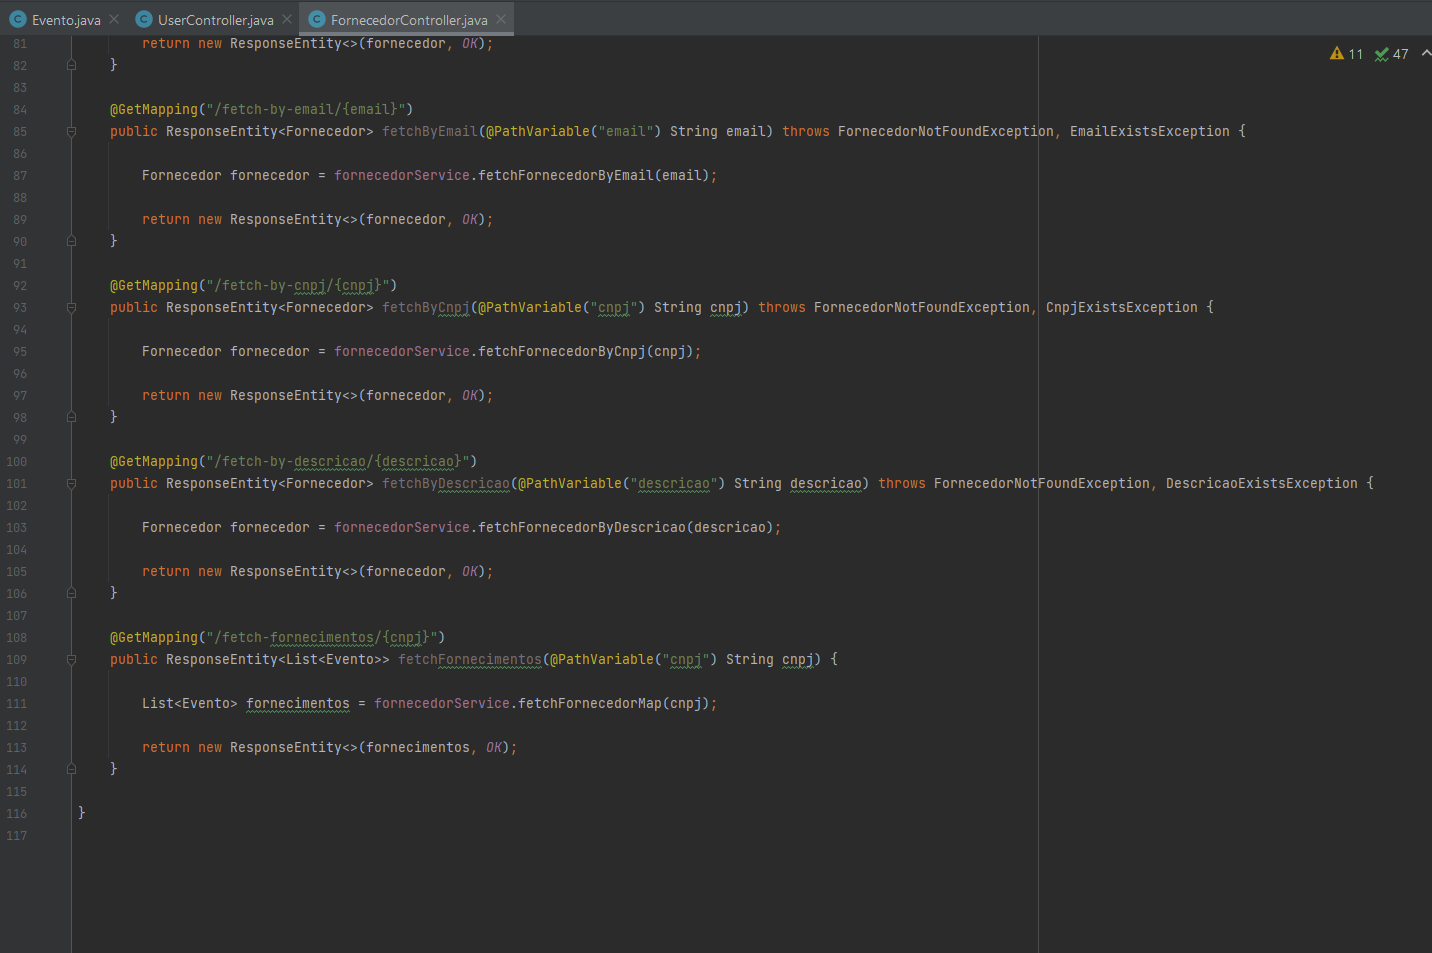 Evento.java UserController.java FornecedorController.java
11 47
81 return new ResponseEntity<>(fornecedor, OK);
82 }
83
84 @GetMapping("/fetch-by-email/{email}")
85 public ResponseEntity<Fornecedor> fetchByEmail(@PathVariable("email") String email) throws FornecedorNotFoundException, EmailExistsException {
86
87 Fornecedor fornecedor = fornecedorService.fetchFornecedorByEmail(email);
88
89 return new ResponseEntity<>(fornecedor, OK);
90 }
91
92 @GetMapping("/fetch-by-cnpj/{cnpj}")
93 public ResponseEntity<Fornecedor> fetchByCnpj(@PathVariable("cnpj") String cnpj) throws FornecedorNotFoundException, CnpjExistsException {
94
95 Fornecedor fornecedor = fornecedorService.fetchFornecedorByCnpj(cnpj);
96
97 return new ResponseEntity<>(fornecedor, OK);
98 }
99
100 @GetMapping("/fetch-by-descricao/{descricao}")
101 public ResponseEntity<Fornecedor> fetchByDescricao(@PathVariable("descricao") String descricao) throws FornecedorNotFoundException, DescricaoExistsException {
102
103 Fornecedor fornecedor = fornecedorService.fetchFornecedorByDescricao(descricao);
104
105 return new ResponseEntity<>(fornecedor, OK);
106 }
107
108 @GetMapping("/fetch-fornecimentos/{cnpj}")
109 public ResponseEntity<List<Evento>> fetchFornecimentos(@PathVariable("cnpj") String cnpj) {
110
111 List<Evento> fornecimentos = fornecedorService.fetchFornecedorMap(cnpj);
112
113 return new ResponseEntity<>(fornecimentos, OK);
114 }
115
116 }
117